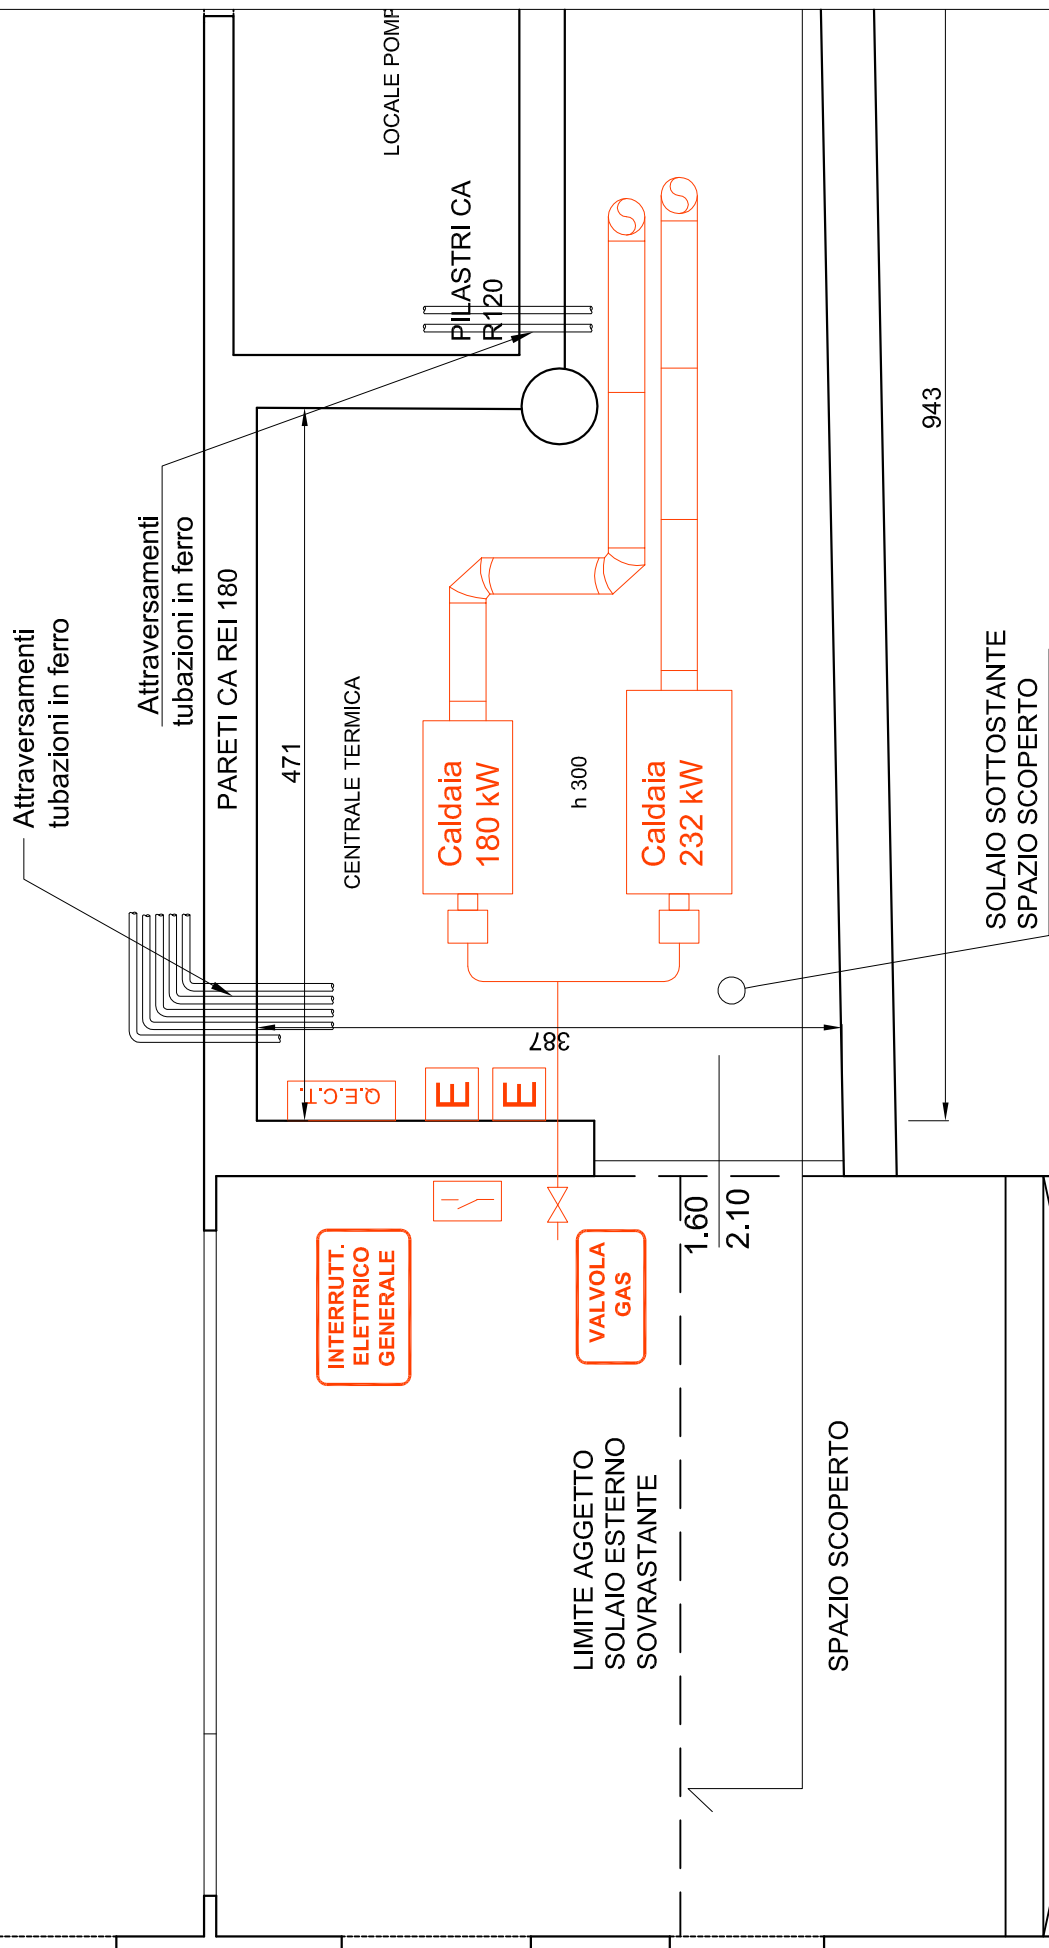 Attraversamenti
tubazioni in ferro
Attraversamenti
tubazioni in ferro
PARETI CA REI 180
471
CENTRALE TERMICA
LOCALE POMP
PILASTRI CA
R120
Caldaia
180 kW
h 300
Caldaia
232 kW
943
SOLAIO SOTTOSTANTE
SPAZIO SCOPERTO
387
Q.E.C.T.
E
E
INTERRUTT.
ELETTRICO
GENERALE
VALVOLA
GAS
1.60
2.10
LIMITE AGGETTO
SOLAIO ESTERNO
SOVRASTANTE
SPAZIO SCOPERTO